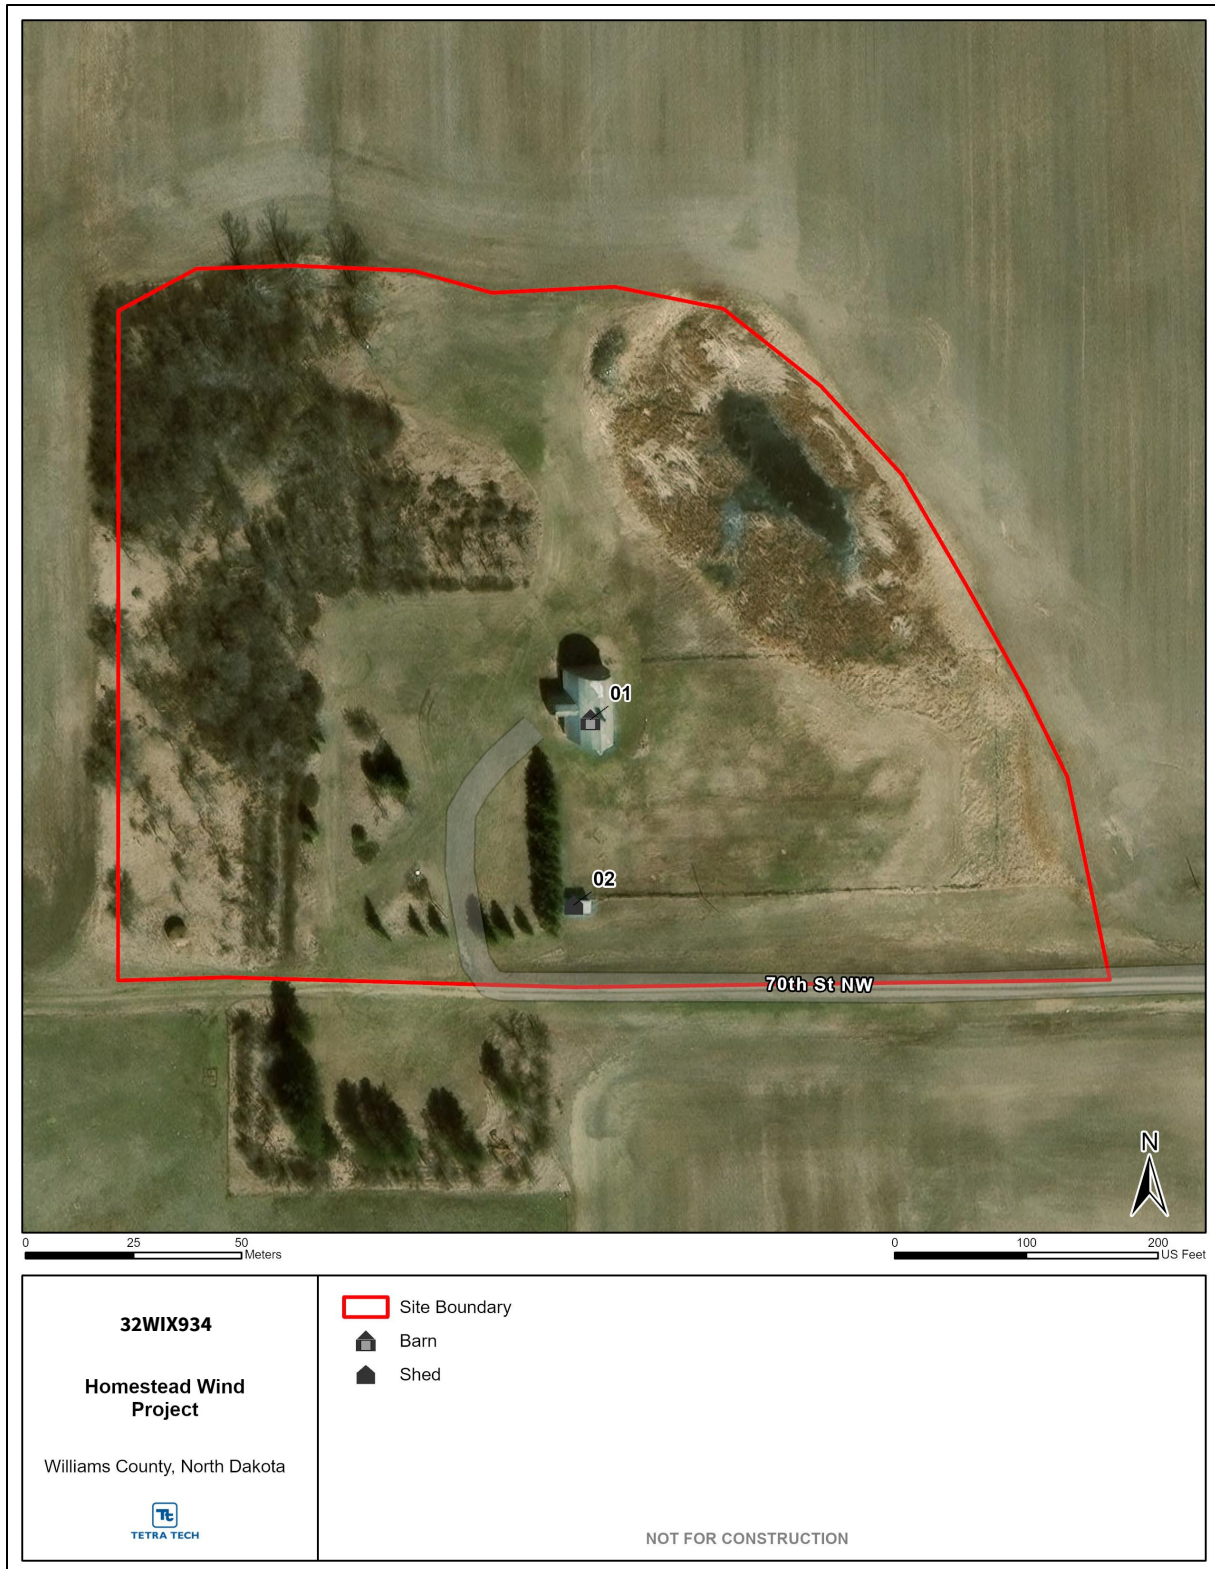 01
02
70th St NW
N
0 25 50
Meters
0 100 200
US Feet
32WIX934
Homestead Wind
Project
Williams County, North Dakota
Tt
TETRA TECH
Site Boundary
Barn
Shed
NOT FOR CONSTRUCTION